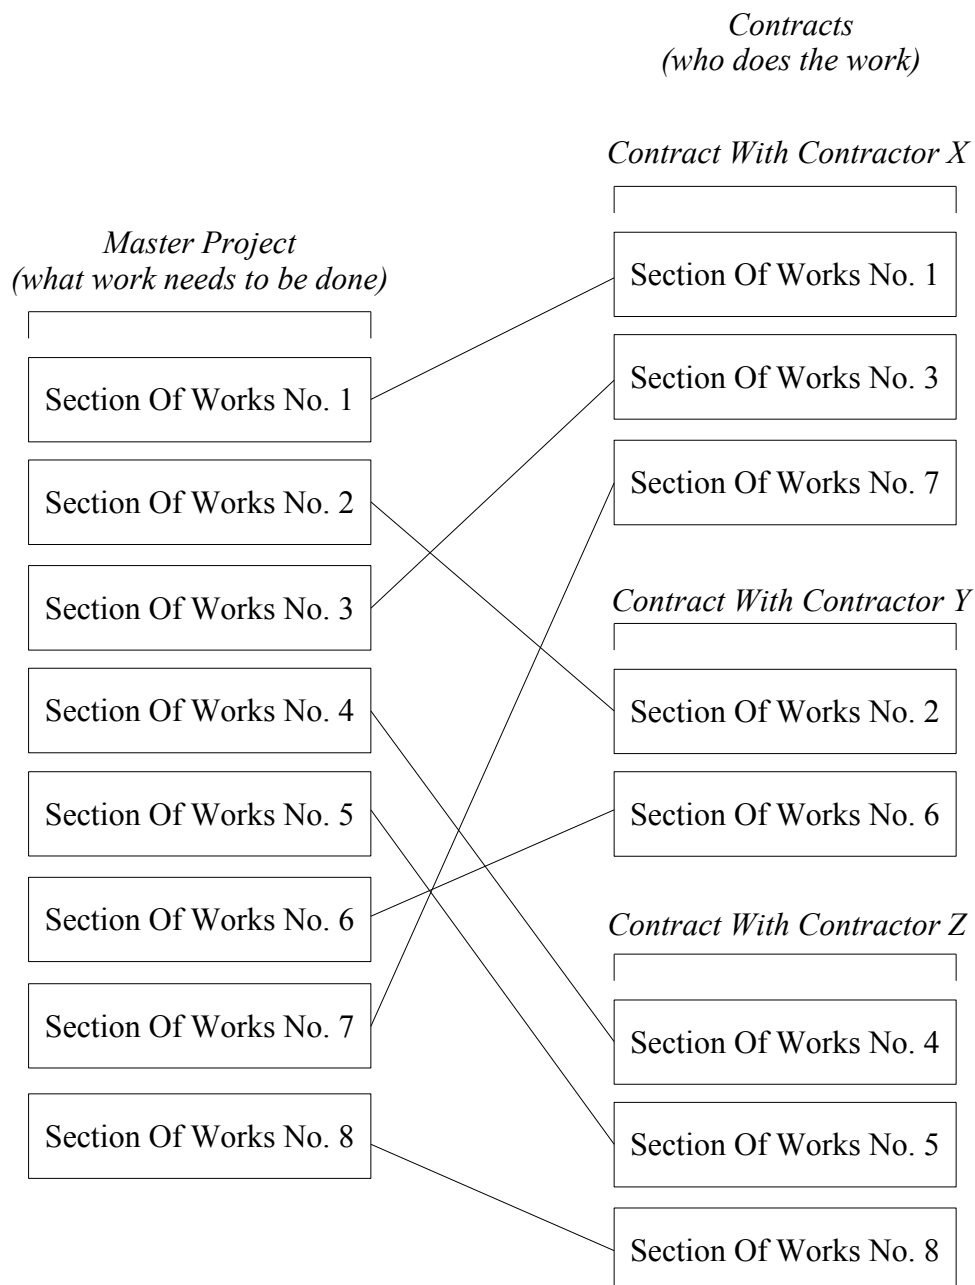 Contracts
(who does the work)
Contract With Contractor X
Section Of Works No. 1
Section Of Works No. 3
Section Of Works No. 7
Master Project
(what work needs to be done)
Section Of Works No. 1
Section Of Works No. 2
Section Of Works No. 3
Section Of Works No. 4
Section Of Works No. 5
Section Of Works No. 6
Section Of Works No. 7
Section Of Works No. 8
Contract With Contractor Y
Section Of Works No. 2
Section Of Works No. 6
Contract With Contractor Z
Section Of Works No. 4
Section Of Works No. 5
Section Of Works No. 8